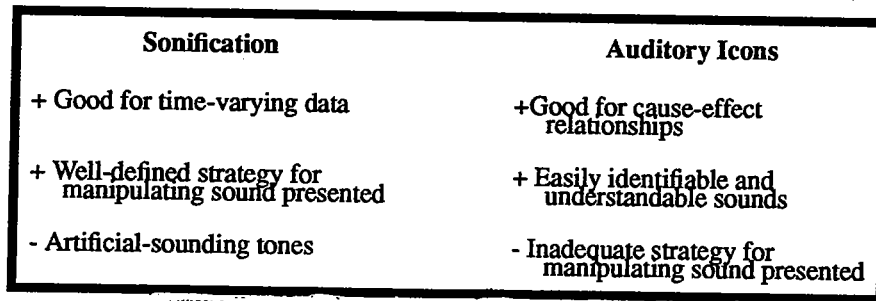 Sonification
+ Good for time-varying data
+ Well-defined strategy for
manipulating sound presented
- Artificial-sounding tones
Auditory Icons
+Good for cause-effect
relationships
+ Easily identifiable and
understandable sounds
- Inadequate strategy for
manipulating sound presented